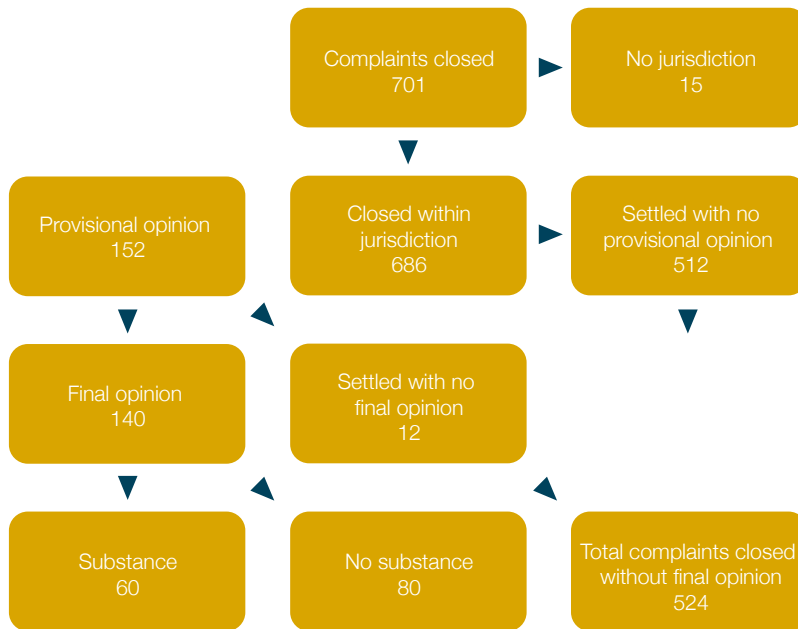 Complaints closed
701
No jurisdiction
15
Provisional opinion
152
Closed within
jurisdiction
686
Settled with no
provisional opinion
512
Final opinion
140
Settled with no
final opinion
12
Substance
60
No substance
80
Total complaints closed
without final opinion
524